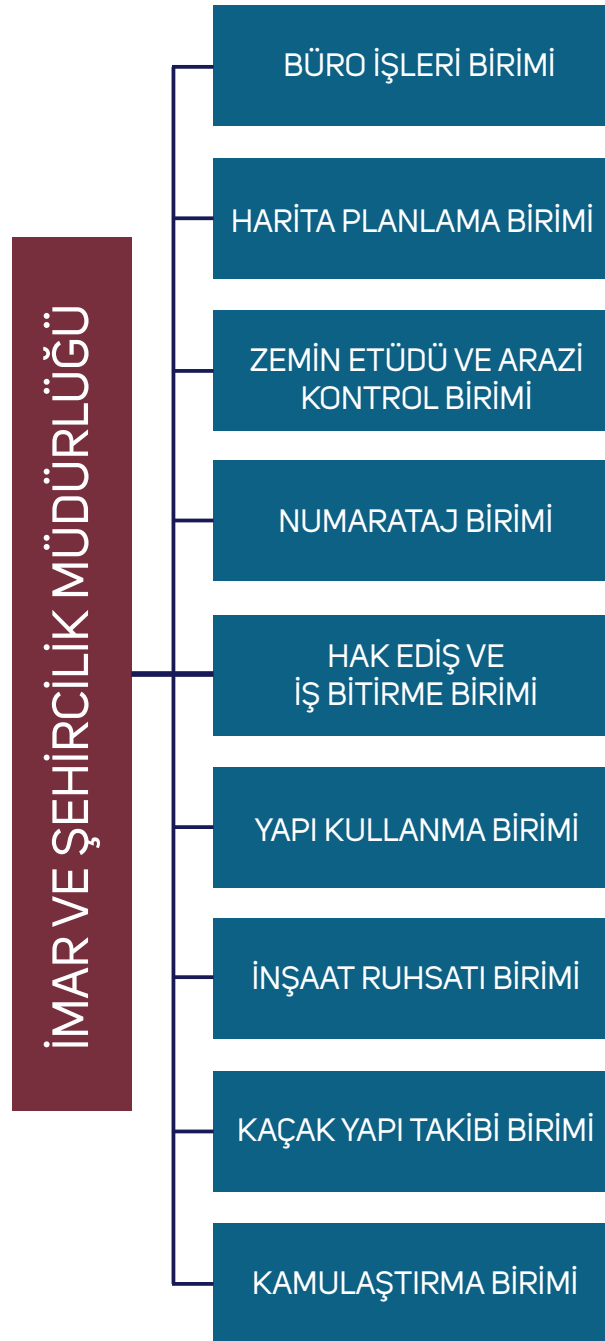 İMAR VE ŞEHİRCİLİK MÜDÜRLÜĞÜ
BÜRO İŞLERİ BİRİMİ
HARİTA PLANLAMA BİRİMİ
ZEMİN ETÜDÜ VE ARAZİ
KONTROL BİRİMİ
NUMARATAJ BİRİMİ
HAK EDİŞ VE
İŞ BİTİRME BİRİMİ
YAPI KULLANMA BİRİMİ
İNŞAAT RUHSATI BİRİMİ
KAÇAK YAPI TAKİBİ BİRİMİ
KAMULAŞTIRMA BİRİMİ